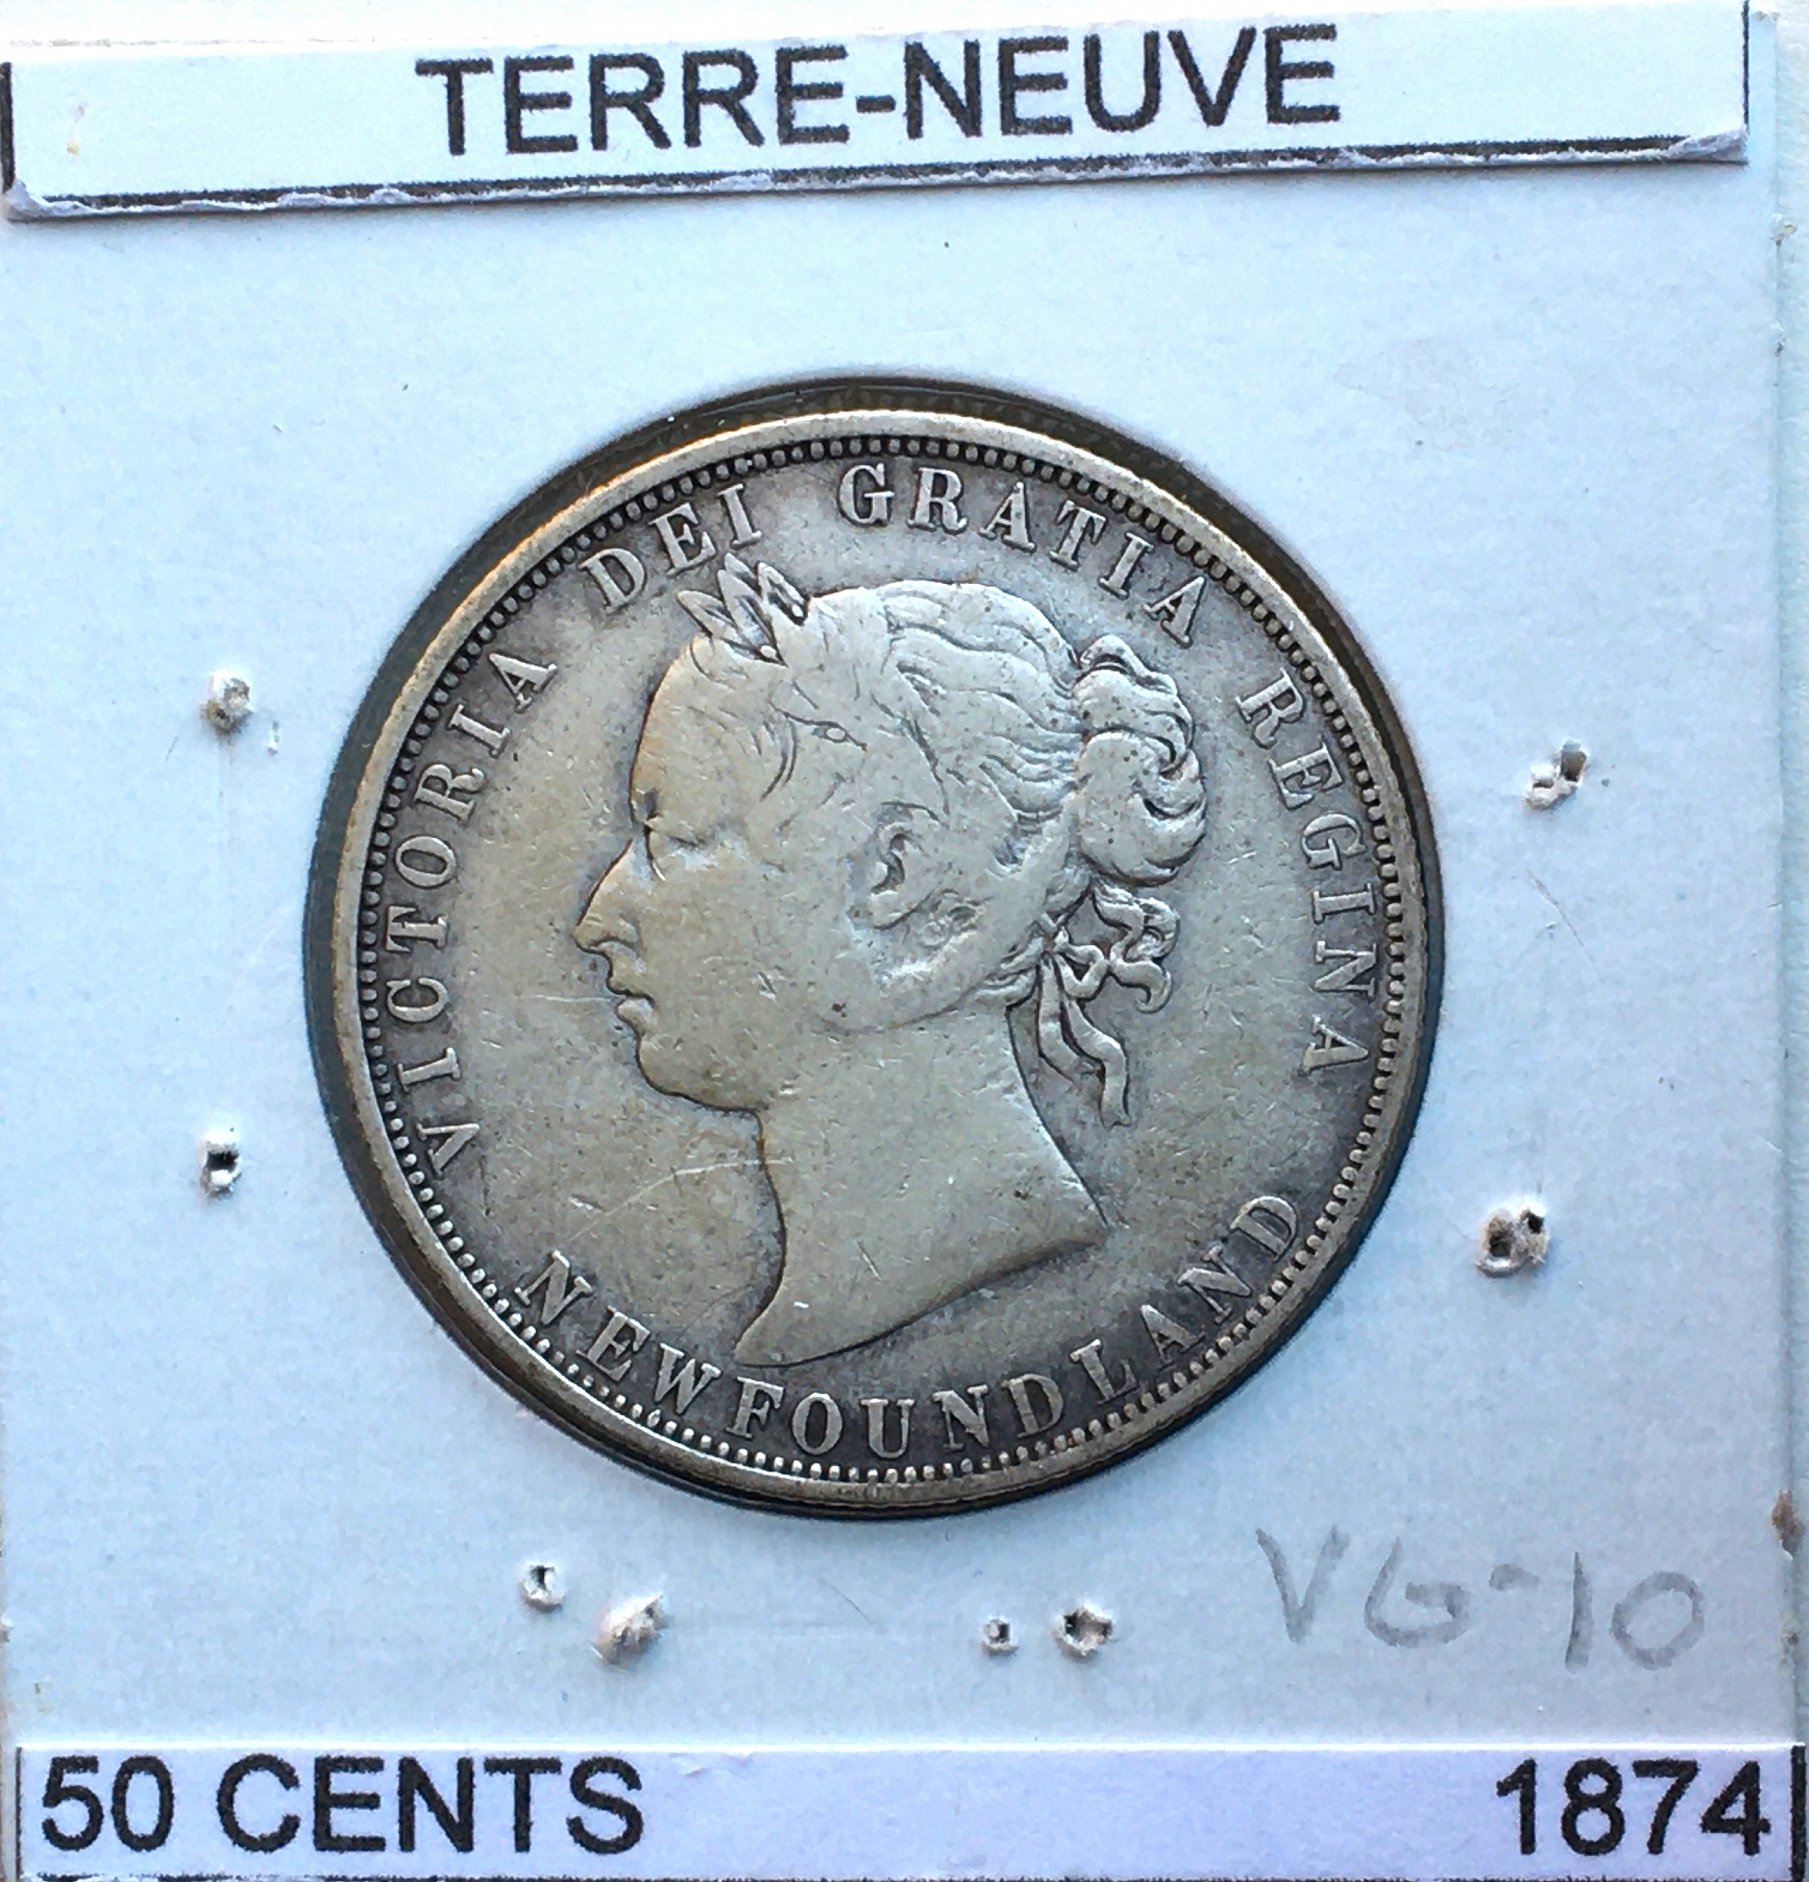 TERRE-NEUVE
VICTORIA DEI GRATIA REGINA
NEWFOUNDLAND
VG-10
50 CENTS 1874